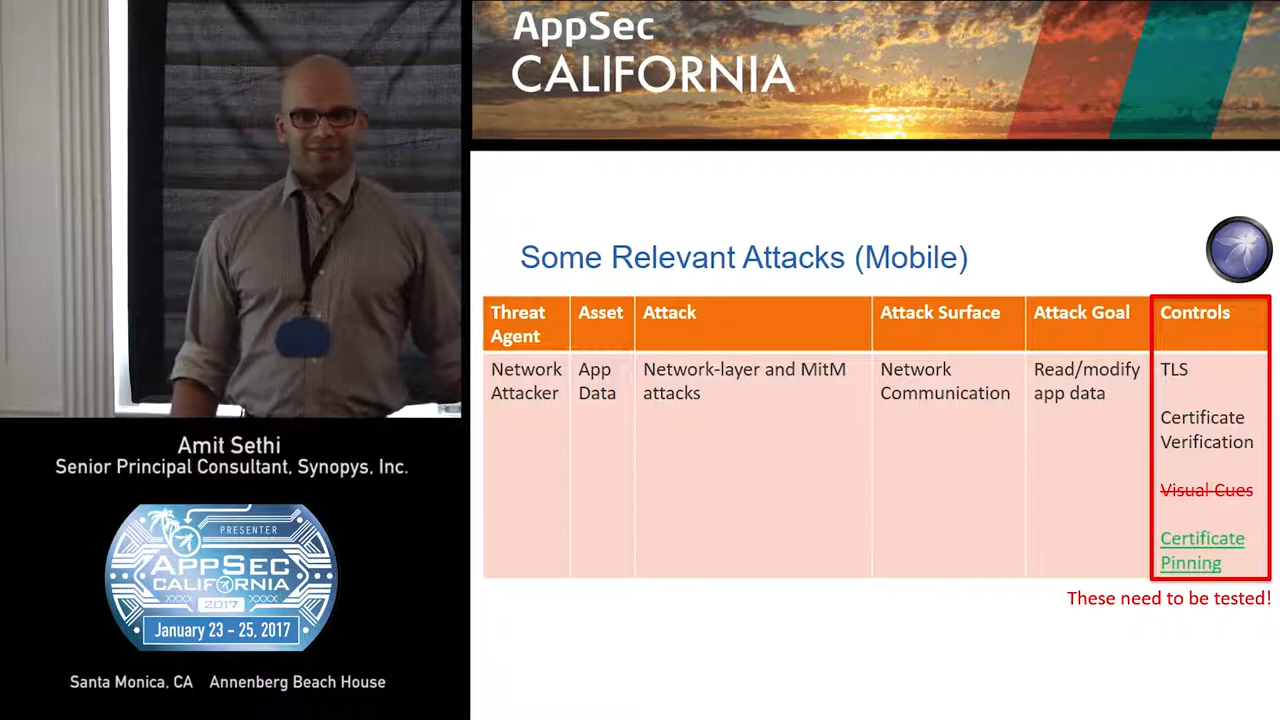 AppSec
CALIFORNIA
Some Relevant Attacks (Mobile)
Threat Agent
Asset
Attack
Attack Surface
Attack Goal
Controls
Network Attacker
App Data
Network-layer and MitM attacks
Network Communication
Read/modify app data
TLS
Certificate Verification
Visual Cues
Certificate Pinning
These need to be tested!
Amit Sethi
Senior Principal Consultant, Synopys, Inc.
PRESENTER
APPSEC
CALIFORNIA
XXXX 2017 XXXX
January 23 - 25, 2017
Santa Monica, CA Annenberg Beach House